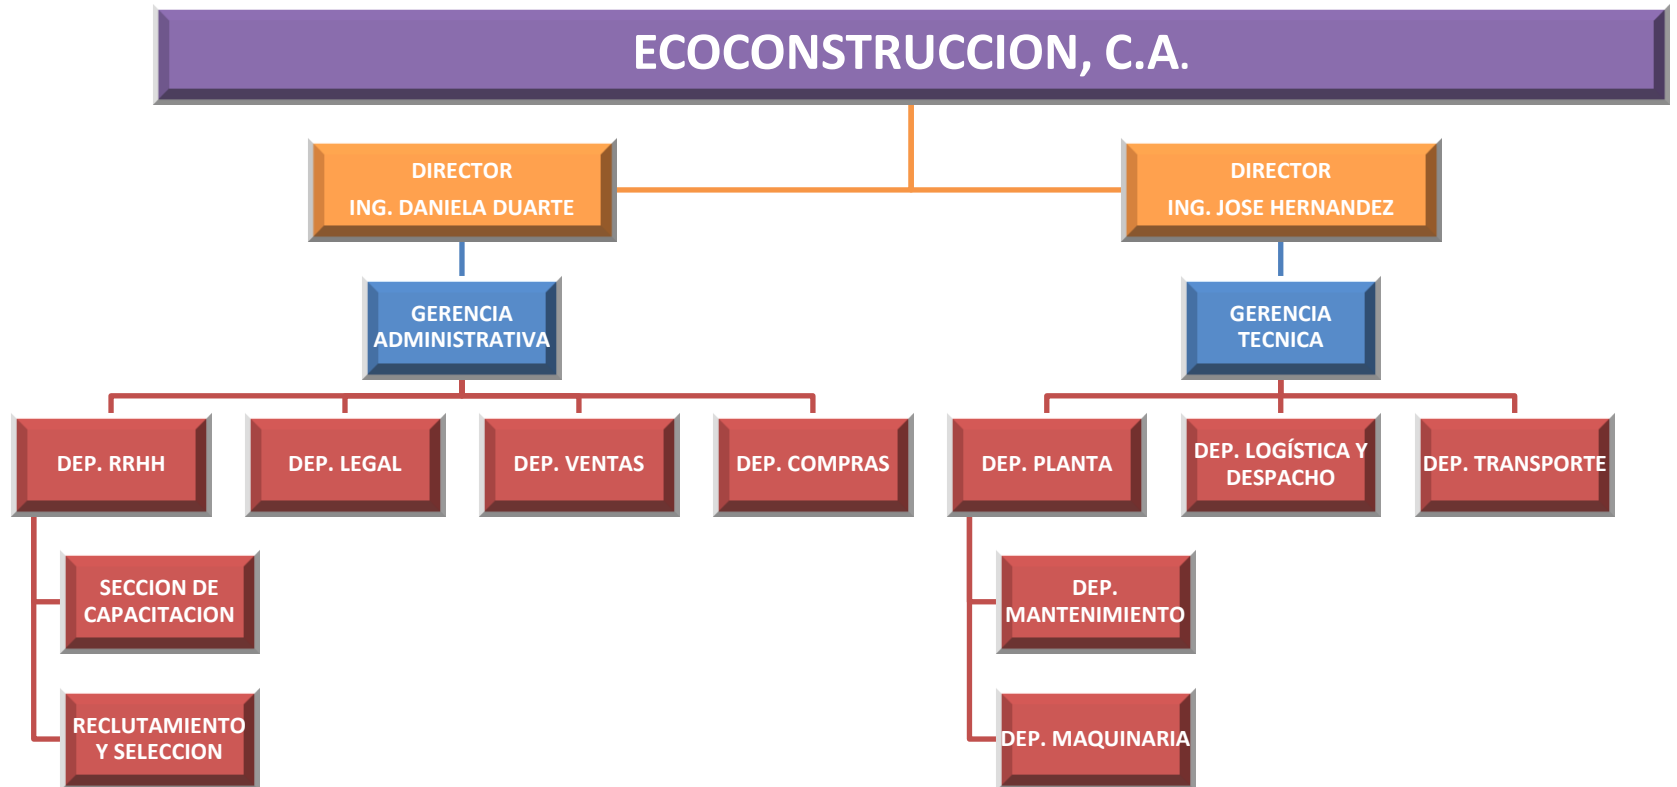 ECOCONSTRUCCION, C.A.
DIRECTOR
ING. DANIELA DUARTE
DIRECTOR
ING. JOSE HERNANDEZ
GERENCIA
ADMINISTRATIVA
GERENCIA
TECNICA
DEP. RRHH
DEP. LEGAL
DEP. VENTAS
DEP. COMPRAS
DEP. PLANTA
DEP. LOGÍSTICA Y
DESPACHO
DEP. TRANSPORTE
SECCION DE
CAPACITACION
DEP.
MANTENIMIENTO
RECLUTAMIENTO
Y SELECCION
DEP. MAQUINARIA